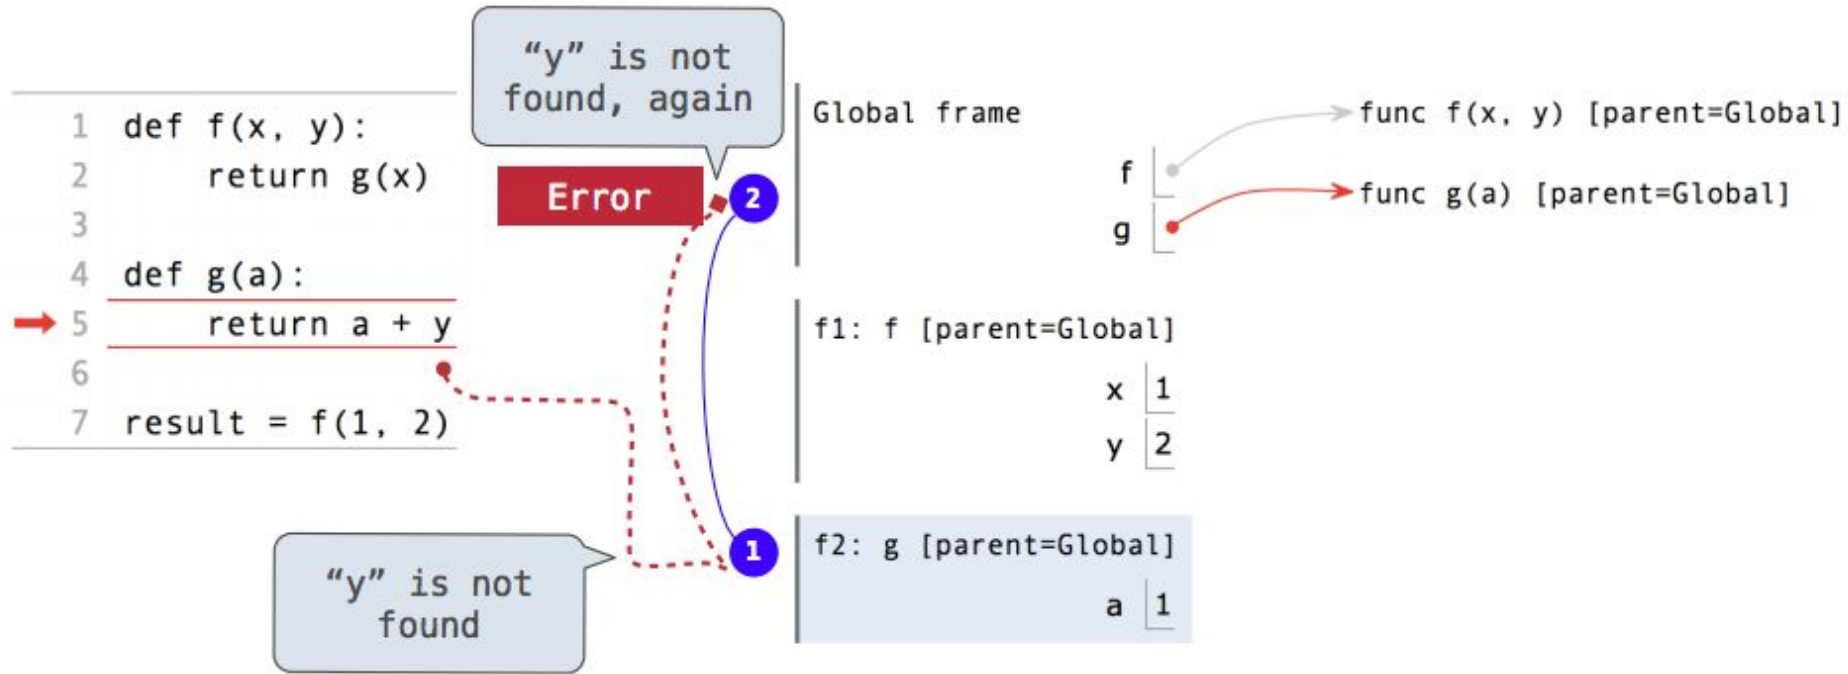 “y” is not
found, again
1 def f(x, y):
2     return g(x)
3
4 def g(a):
5     return a + y
6
7 result = f(1, 2)
Error
2
Global frame
f
g
func f(x, y) [parent=Global]
func g(a) [parent=Global]
f1: f [parent=Global]
x 1
y 2
“y” is not
found
1
f2: g [parent=Global]
a 1